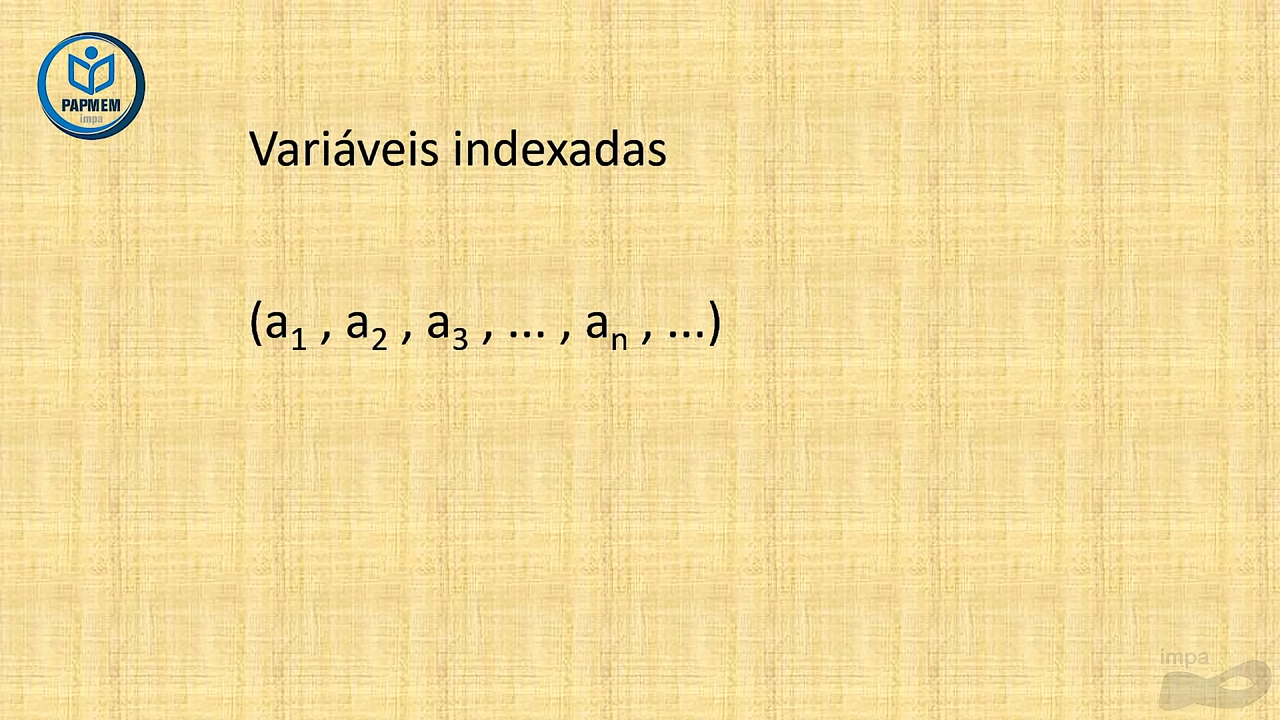 PAPMEM
impa
Variáveis indexadas
(a₁ , a₂ , a₃ , ... , aₙ , ...)
impa